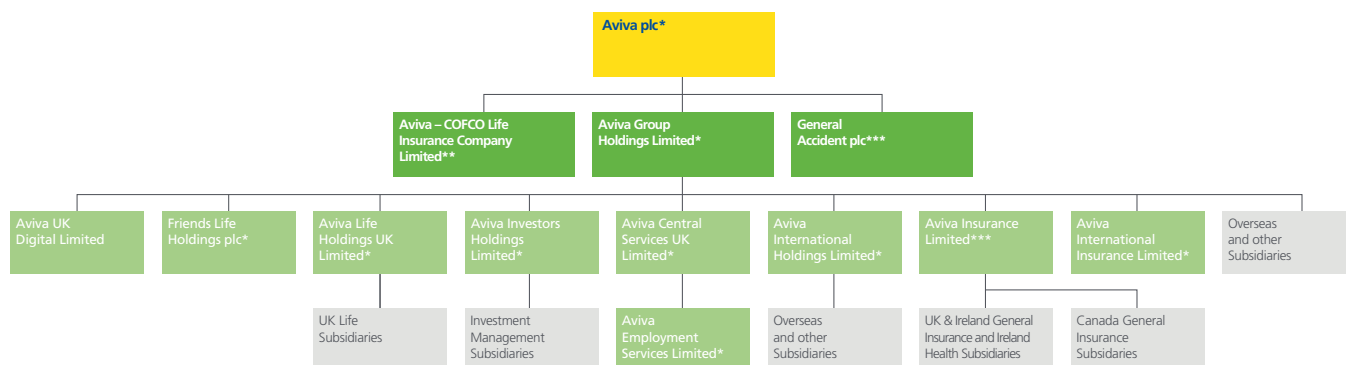 Aviva plc*
Aviva – COFCO Life
Insurance Company
Limited**
Aviva Group
Holdings Limited*
General
Accident plc***
Aviva UK
Digital Limited
Friends Life
Holdings plc*
Aviva Life
Holdings UK
Limited*
Aviva Investors
Holdings
Limited*
Aviva Central
Services UK
Limited*
Aviva
International
Holdings Limited*
Aviva Insurance
Limited***
Aviva
International
Insurance Limited*
Overseas
and other
Subsidiaries
UK Life
Subsidiaries
Investment
Management
Subsidiaries
Aviva
Employment
Services Limited*
Overseas
and other
Subsidiaries
UK & Ireland General
Insurance and Ireland
Health Subsidiaries
Canada General
Insurance
Subsidaries